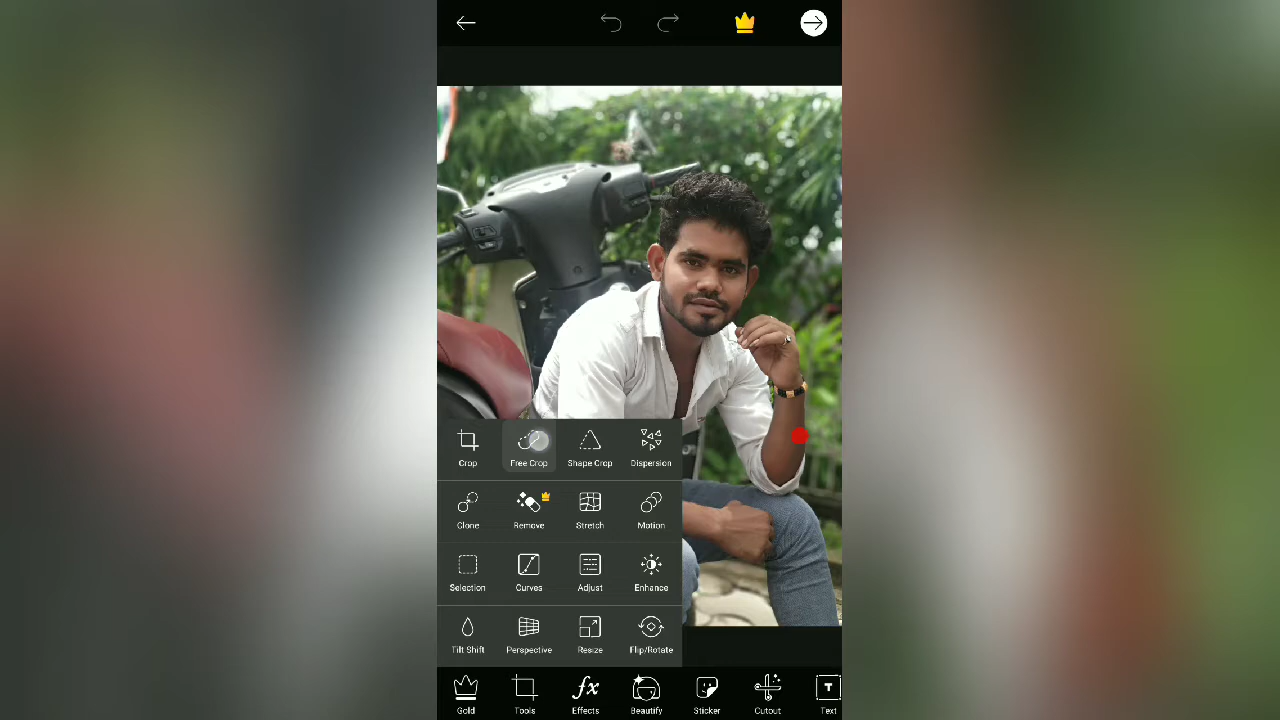 Crop Free Crop Shape Crop Dispersion
Clone Remove Stretch Motion
Selection Curves Adjust Enhance
Tilt Shift Perspective Resize Flip/Rotate
Gold Tools Effects Beautify Sticker Cutout Text